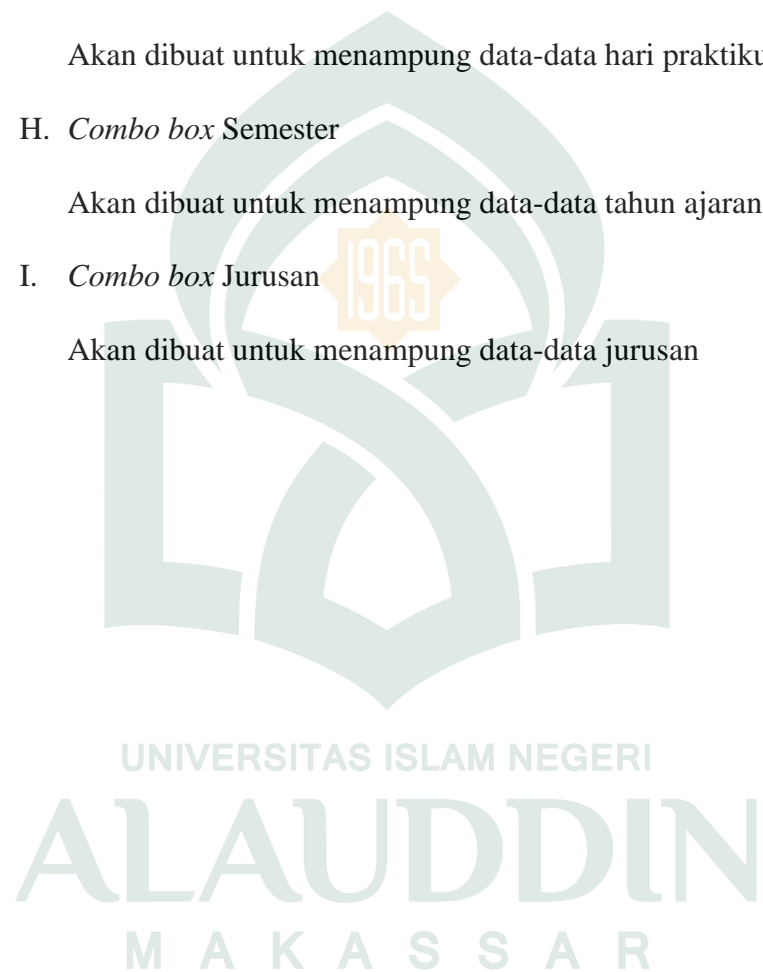 Akan dibuat untuk menampung data-data hari
H. Combo box Semester
Akan dibuat untuk menampung data-data tahun ajaran
I. Combo box Jurusan
Akan dibuat untuk menampung data-data jurusan
1965
UNIVERSITAS ISLAM NEGERI
ALAUDDIN
MAKASSAR